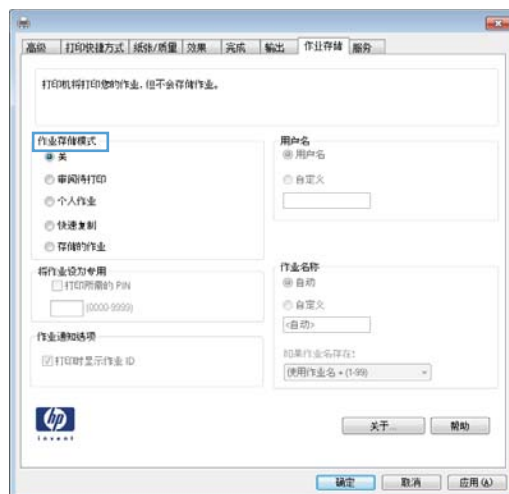 高级 打印快捷方式 纸张/质量 效果 完成 输出 作业存储 服务
打印机将打印您的作业，但不会存储作业。
作业存储模式
关
审阅待打印
个人作业
快速复制
存储的作业
将作业设为专用
打印所需的 PIN
(0000-9999)
作业通知选项
打印时显示作业 ID
用户名
用户名
自定义
作业名称
自动
自定义
<自动>
如果作业名存在:
使用作业名 + (1-99)
hp
invent
关于...
帮助
确定
取消
应用(A)